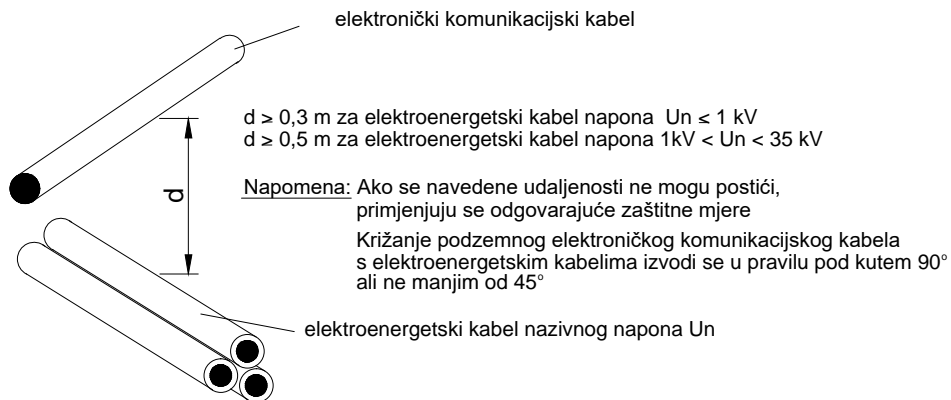 elektronički komunikacijski kabel
d ≥ 0,3 m za elektroenergetski kabel napona Un ≤ 1 kV
d ≥ 0,5 m za elektroenergetski kabel napona 1kV < Un < 35 kV
d
Napomena: Ako se navedene udaljenosti ne mogu postići,
primjenjuju se odgovarajuće zaštitne mjere
Križanje podzemnog elektroničkog komunikacijskog kabela
s elektroenergetskim kabelima izvodi se u pravilu pod kutem 90°
ali ne manjim od 45°
elektroenergetski kabel nazivnog napona Un